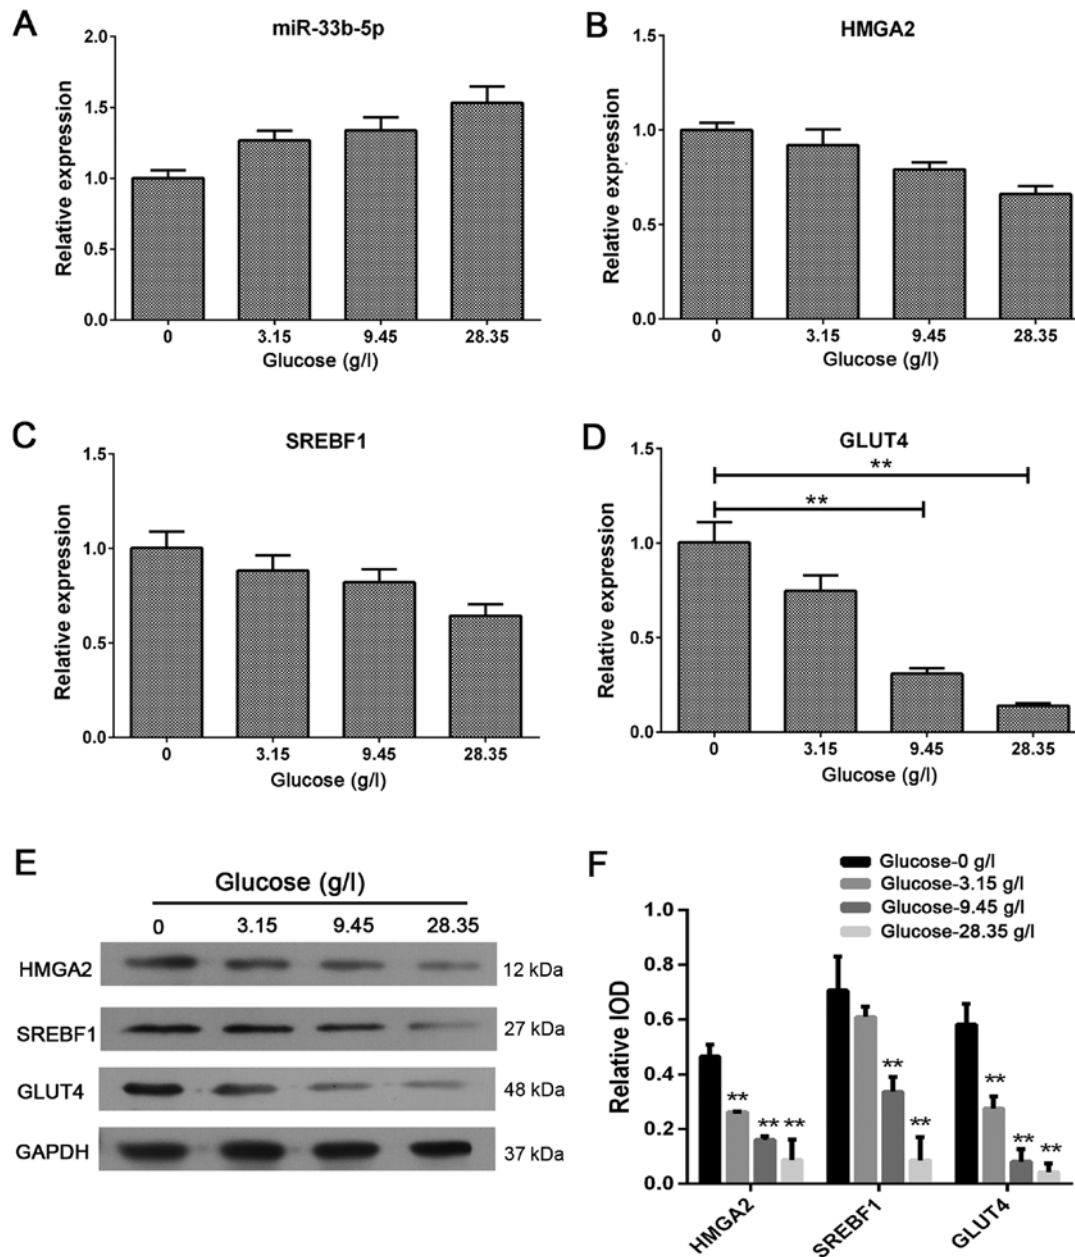 A
miR-33b-5p
Relative expression
2.0
1.5
1.0
0.5
0.0
0 3.15 9.45 28.35
Glucose (g/l)
B
HMGA2
Relative expression
1.5
1.0
0.5
0.0
0 3.15 9.45 28.35
Glucose (g/l)
C
SREBF1
Relative expression
1.5
1.0
0.5
0.0
0 3.15 9.45 28.35
Glucose (g/l)
D
GLUT4
Relative expression
1.5
1.0
0.5
0.0
**
**
0 3.15 9.45 28.35
Glucose (g/l)
E
Glucose (g/l)
0 3.15 9.45 28.35
HMGA2 12 kDa
SREBF1 27 kDa
GLUT4 48 kDa
GAPDH 37 kDa
F
Glucose-0 g/l
Glucose-3.15 g/l
Glucose-9.45 g/l
Glucose-28.35 g/l
Relative IOD
1.0
0.8
0.6
0.4
0.2
0.0
** ** **
** **
** ** **
HMGA2 SREBF1 GLUT4